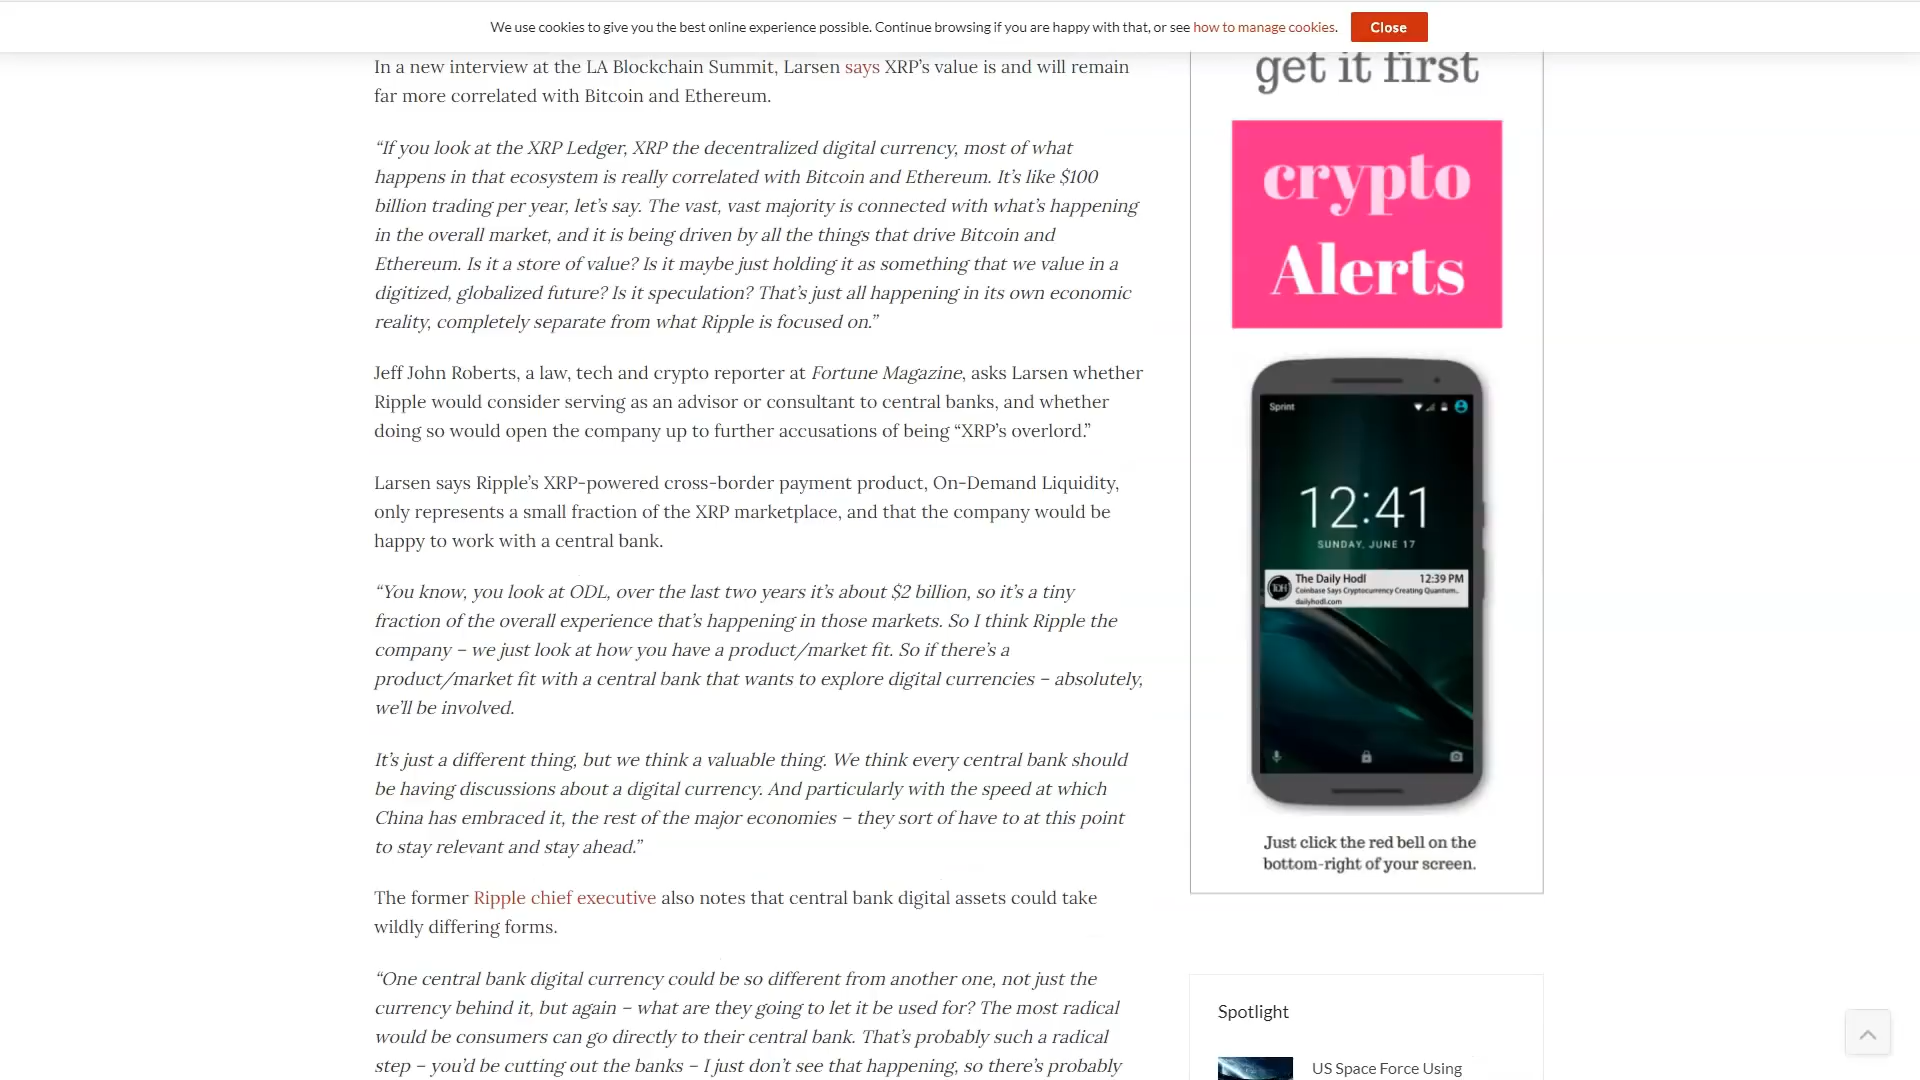 We use cookies to give you the best online experience possible. Continue browsing if you are happy with that, or see how to manage cookies.
Close
In a new interview at the LA Blockchain Summit, Larsen says XRP’s value is and will remain
far more correlated with Bitcoin and Ethereum.
“If you look at the XRP Ledger, XRP the decentralized digital currency, most of what
happens in that ecosystem is really correlated with Bitcoin and Ethereum. It’s like $100
billion trading per year, let’s say. The vast, vast majority is connected with what’s happening
in the overall market, and it is being driven by all the things that drive Bitcoin and
Ethereum. Is it a store of value? Is it maybe just holding it as something that we value in a
digitized, globalized future? Is it speculation? That’s just all happening in its own economic
reality, completely separate from what Ripple is focused on.”
Jeff John Roberts, a law, tech and crypto reporter at Fortune Magazine, asks Larsen whether
Ripple would consider serving as an advisor or consultant to central banks, and whether
doing so would open the company up to further accusations of being “XRP’s overlord.”
Larsen says Ripple’s XRP-powered cross-border payment product, On-Demand Liquidity,
only represents a small fraction of the XRP marketplace, and that the company would be
happy to work with a central bank.
“You know, you look at ODL, over the last two years it’s about $2 billion, so it’s a tiny
fraction of the overall experience that’s happening in those markets. So I think Ripple the
company – we just look at how you have a product/market fit. So if there’s a
product/market fit with a central bank that wants to explore digital currencies – absolutely,
we’ll be involved.
It’s just a different thing, but we think a valuable thing. We think every central bank should
be having discussions about a digital currency. And particularly with the speed at which
China has embraced it, the rest of the major economies – they sort of have to at this point
to stay relevant and stay ahead.”
The former Ripple chief executive also notes that central bank digital assets could take
wildly differing forms.
“One central bank digital currency could be so different from another one, not just the
currency behind it, but again – what are they going to let it be used for? The most radical
would be consumers can go directly to their central bank. That’s probably such a radical
step – you’d be cutting out the banks – I just don’t see that happening, so there’s probably
get it first
crypto
Alerts
Sprint
12:41
SUNDAY, JUNE 17
The Daily Hodl 12:39 PM
Coinbase Says Cryptocurrency Creating Quantum..
dailyhodl.com
Just click the red bell on the
bottom-right of your screen.
Spotlight
US Space Force Using